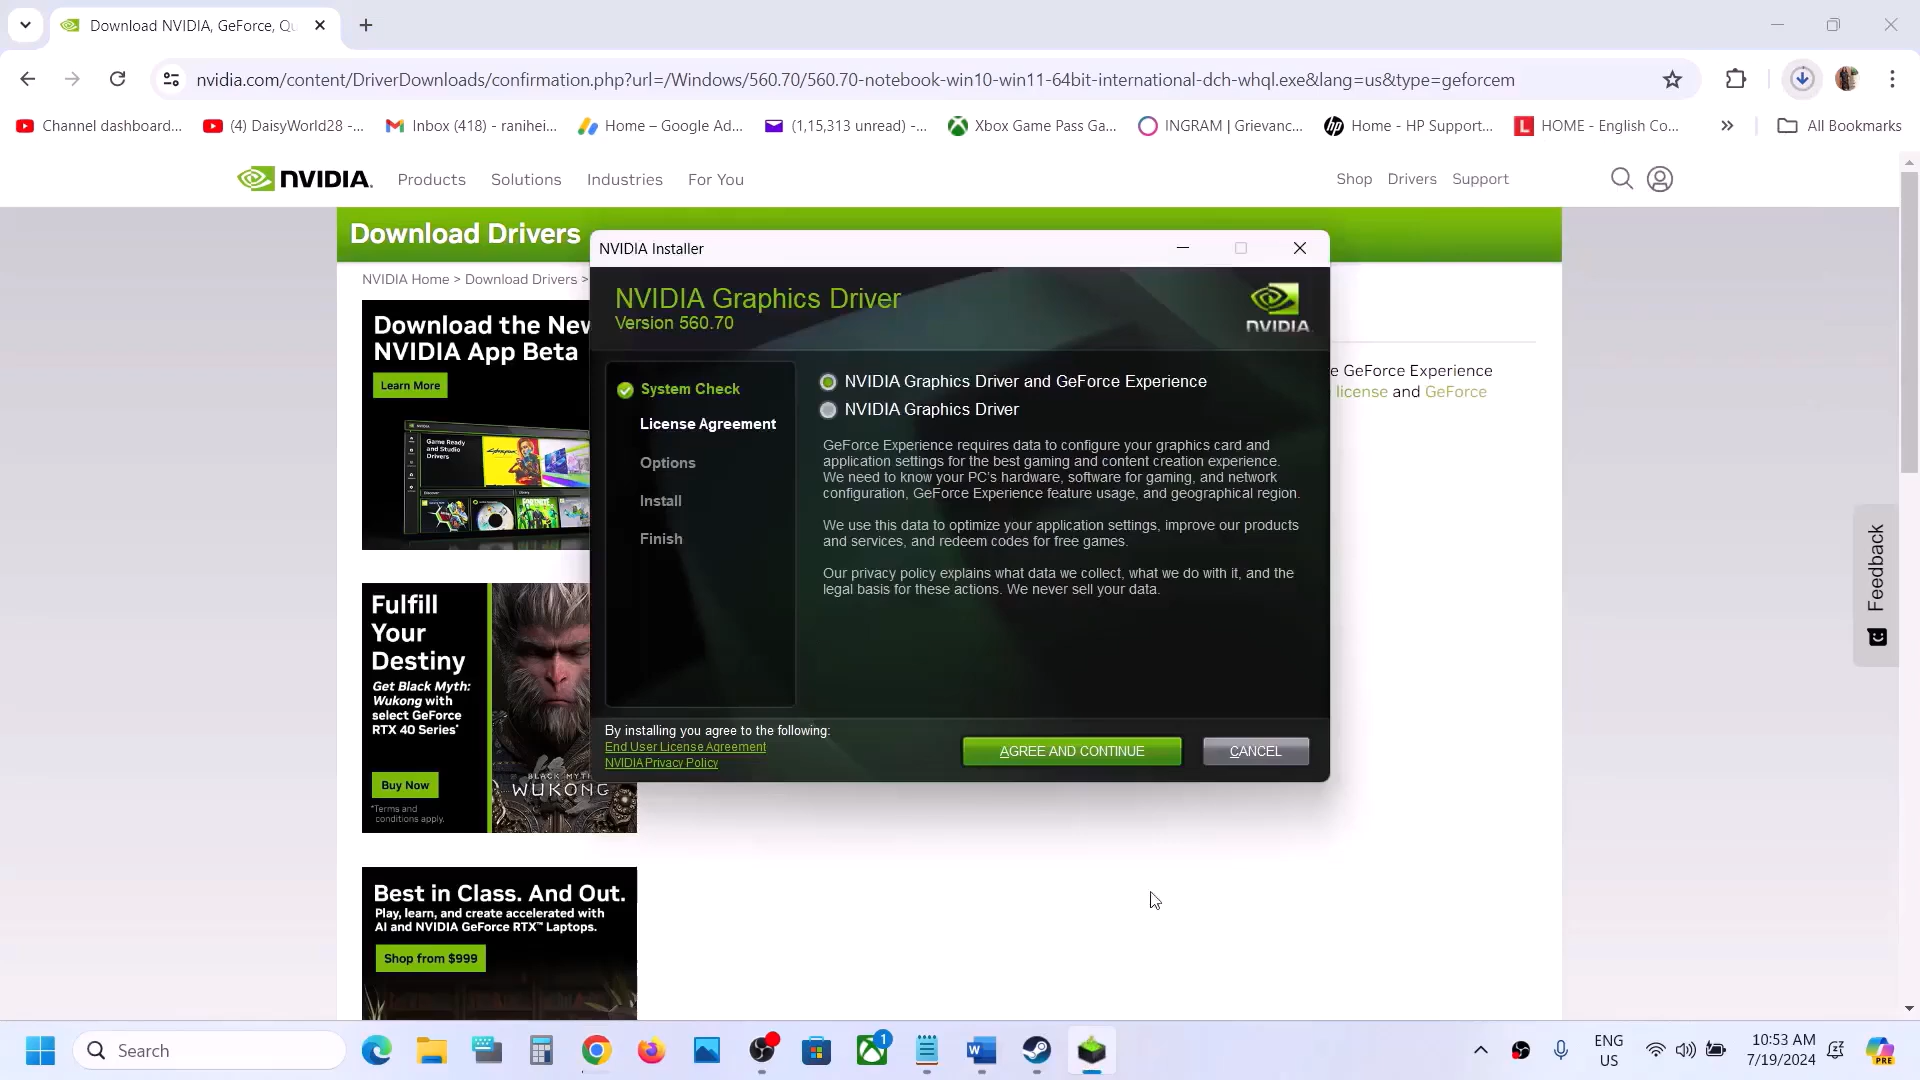 Download NVIDIA, GeForce, Qu
nvidia.com/content/DriverDownloads/confirmation.php?url=/Windows/560.70/560.70-notebook-win10-win11-64bit-international-dch-whql.exe&lang=us&type=geforcem
Channel dashboard...
(4) DaisyWorld28 -...
Inbox (418) - ranihei...
Home – Google Ad...
(1,15,313 unread) -...
Xbox Game Pass Ga...
INGRAM | Grievanc...
Home - HP Support...
HOME - English Co...
All Bookmarks
NVIDIA.
Products
Solutions
Industries
For You
Shop
Drivers
Support
Download Drivers
NVIDIA Home > Download Drivers >
Download the New
NVIDIA App Beta
Learn More
Game Ready
and Studio
Drivers
e GeForce Experience
license and GeForce
NVIDIA Installer
NVIDIA Graphics Driver
Version 560.70
NVIDIA.
System Check
License Agreement
Options
Install
Finish
NVIDIA Graphics Driver and GeForce Experience
NVIDIA Graphics Driver
GeForce Experience requires data to configure your graphics card and
application settings for the best gaming and content creation experience.
We need to know your PC's hardware, software for gaming, and network
configuration, GeForce Experience feature usage, and geographical region.
We use this data to optimize your application settings, improve our products
and services, and redeem codes for free games.
Our privacy policy explains what data we collect, what we do with it, and the
legal basis for these actions. We never sell your data.
By installing you agree to the following:
End User License Agreement
NVIDIA Privacy Policy
AGREE AND CONTINUE
CANCEL
Fulfill
Your
Destiny
Get Black Myth:
Wukong with
select GeForce
RTX 40 Series*
Buy Now
*Terms and
conditions apply.
BLACK MYTH
WUKONG
Best in Class. And Out.
Play, learn, and create accelerated with
AI and NVIDIA GeForce RTX™ Laptops.
Shop from $999
Feedback
Search
1
ENG
US
10:53 AM
7/19/2024
PRE